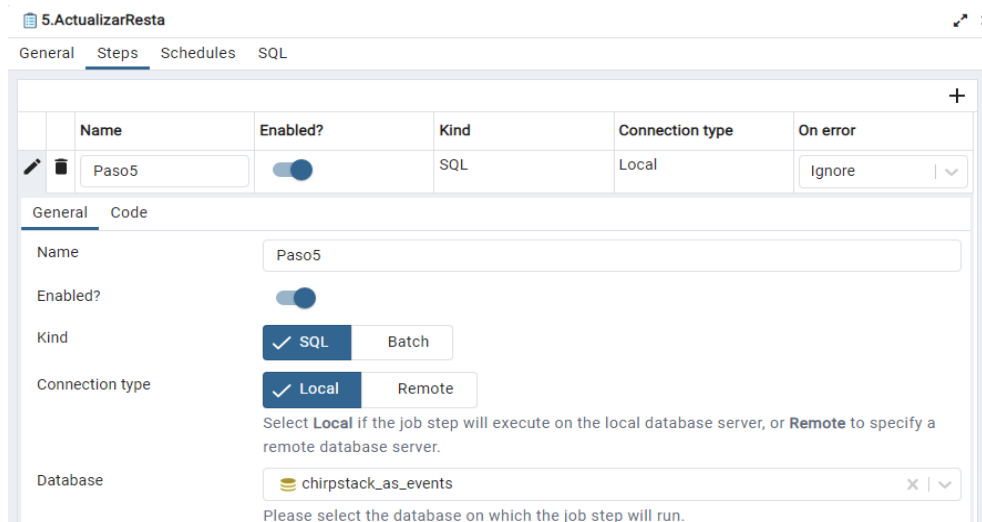 5.ActualizarResta
General Steps Schedules SQL
Name Enabled? Kind Connection type On error
Paso5 SQL Local Ignore
General Code
Name Paso5
Enabled?
Kind SQL Batch
Connection type Local Remote
Select Local if the job step will execute on the local database server, or Remote to specify a
remote database server.
Database chirpstack_as_events
Please select the database on which the job step will run.